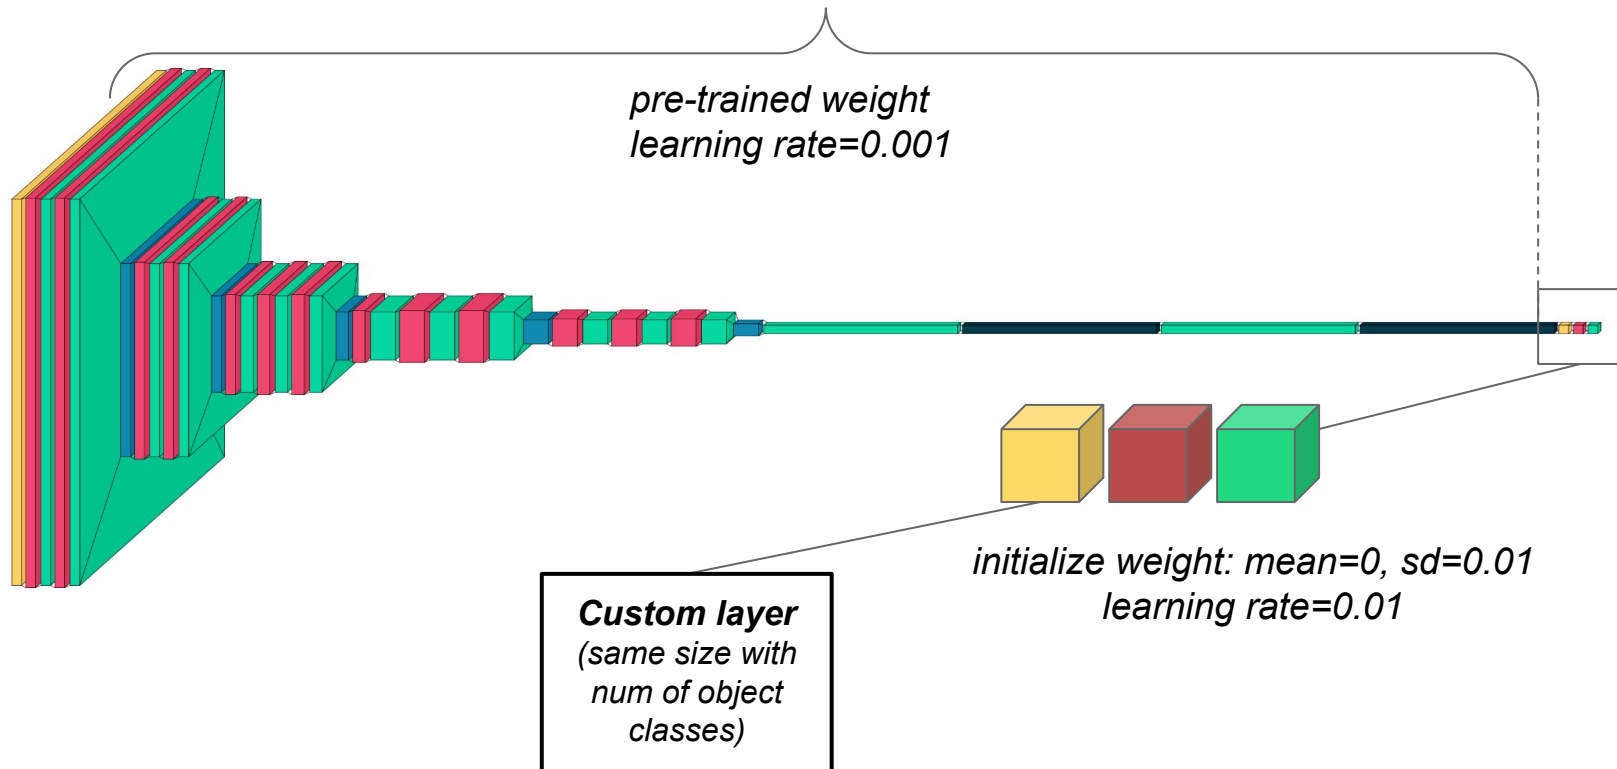 pre-trained weight
learning rate=0.001
initialize weight: mean=0, sd=0.01
learning rate=0.01
Custom layer
(same size with
num of object
classes)